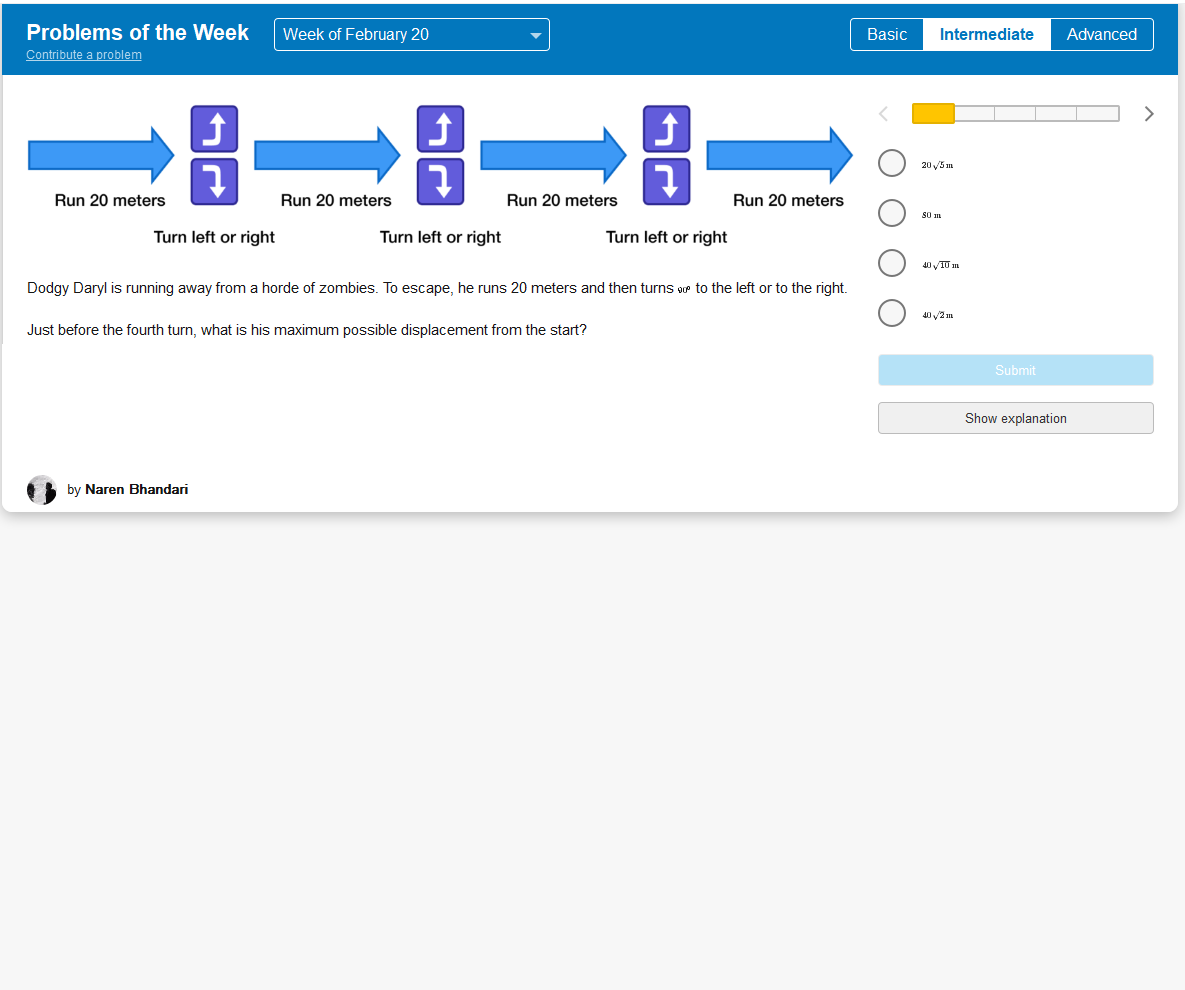 Problems of the Week
Week of February 20
Basic
Intermediate
Advanced
Contribute a problem
Run 20 meters
Run 20 meters
Run 20 meters
Run 20 meters
Turn left or right
Turn left or right
Turn left or right
Dodgy Daryl is running away from a horde of zombies. To escape, he runs 20 meters and then turns 90° to the left or to the right.
Just before the fourth turn, what is his maximum possible displacement from the start?
20√5 m
80 m
40√10 m
40√2 m
Submit
Show explanation
by Naren Bhandari